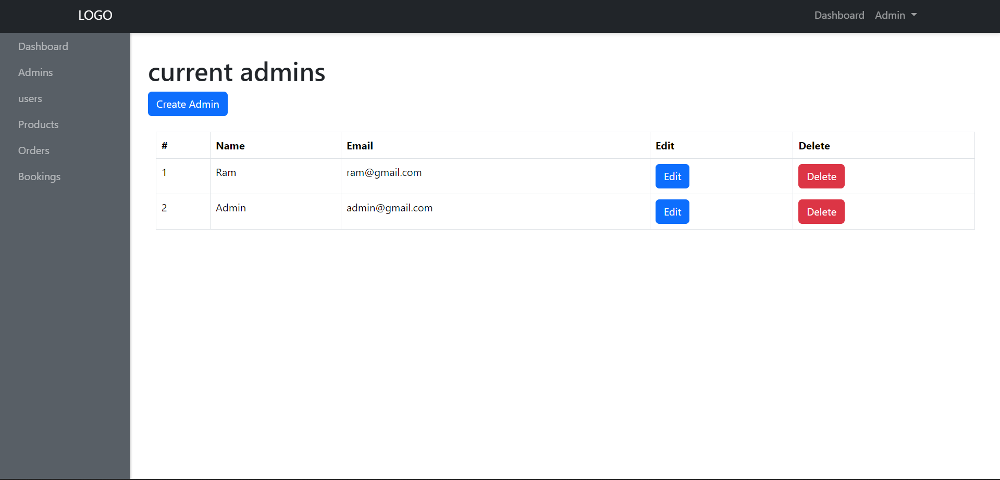 LOGO Dashboard Admin
Dashboard
Admins
users
Products
Orders
Bookings
current admins
Create Admin
# Name Email Edit Delete
1 Ram ram@gmail.com Edit Delete
2 Admin admin@gmail.com Edit Delete